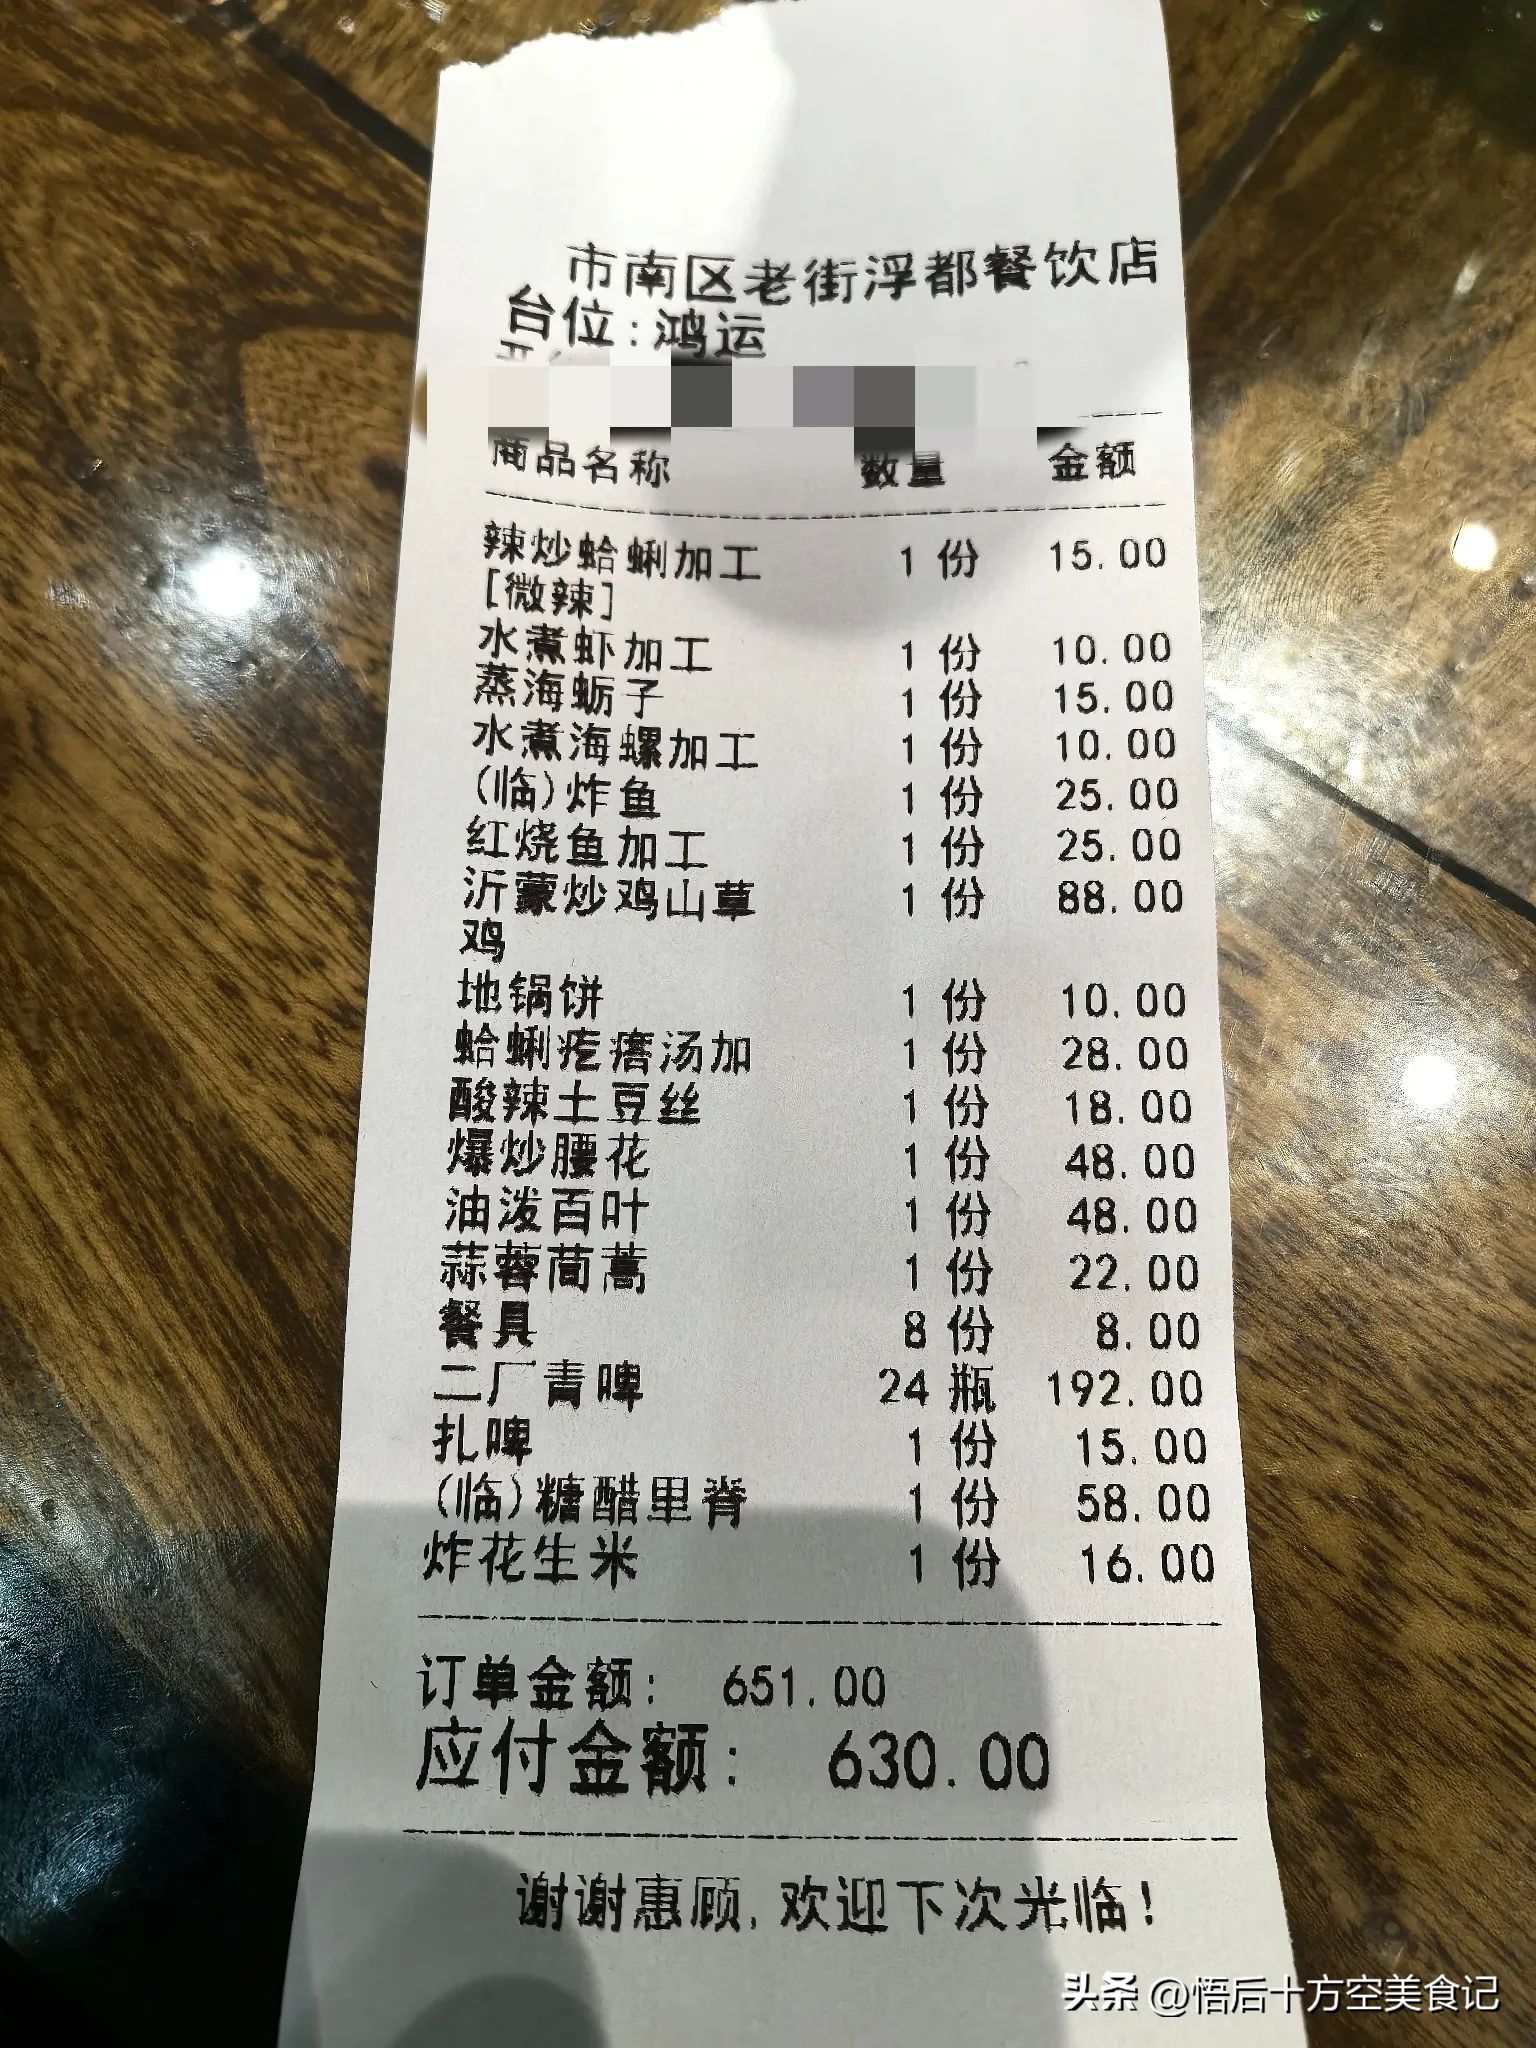 市南区老街浮都餐饮店
台位:鸿运
商品名称 数量 金额
辣炒蛤蜊加工 1 份 15.00
[微辣]
水煮虾加工 1 份 10.00
蒸海蛎子 1 份 15.00
水煮海螺加工 1 份 10.00
(临)炸鱼 1 份 25.00
红烧鱼加工 1 份 25.00
沂蒙炒鸡山草 1 份 88.00
鸡
地锅饼 1 份 10.00
蛤蜊疙瘩汤加 1 份 28.00
酸辣土豆丝 1 份 18.00
爆炒腰花 1 份 48.00
油泼百叶 1 份 48.00
蒜蓉茼蒿 1 份 22.00
餐具 8 份 8.00
二厂青啤 24 瓶 192.00
扎啤 1 份 15.00
(临)糖醋里脊 1 份 58.00
炸花生米 1 份 16.00
订单金额: 651.00
应付金额: 630.00
谢谢惠顾,欢迎下次光临!
头条 @悟后十方空美食记